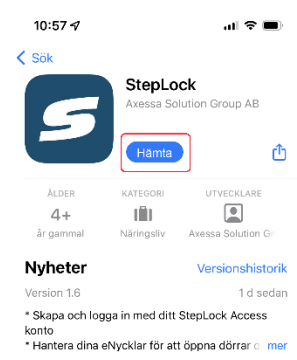 10:57
Sök
StepLock
Axessa Solution Group AB
Hämta
ÅLDER KATEGORI UTVECKLARE
4+
år gammal Näringsliv Axessa Solution
Nyheter Versionshistorik
Version 1.6 1 d sedan
* Skapa och logga in med ditt StepLock Access
konto
* Hantera dina eNycklar för att öppna dörrar mer